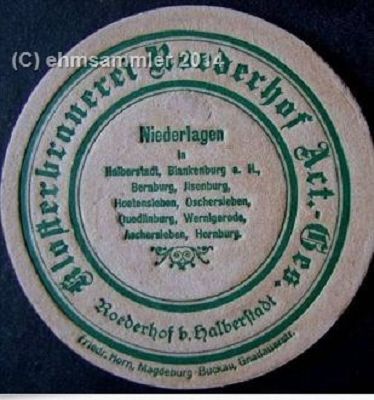 (C) ehmsammler 2014
Klosterbrauerei Roederhof Act.-Ges.
Niederlagen
in
Halberstadt, Blankenburg a. H.,
Bernburg, Ilsenburg,
Hoetensleben, Oschersleben,
Quedlinburg, Wernigerode,
Aschersleben, Hornburg.
Roederhof b. Halberstadt
Friedr. Horn, Magdeburg-Buckau, Gnadauerstr.